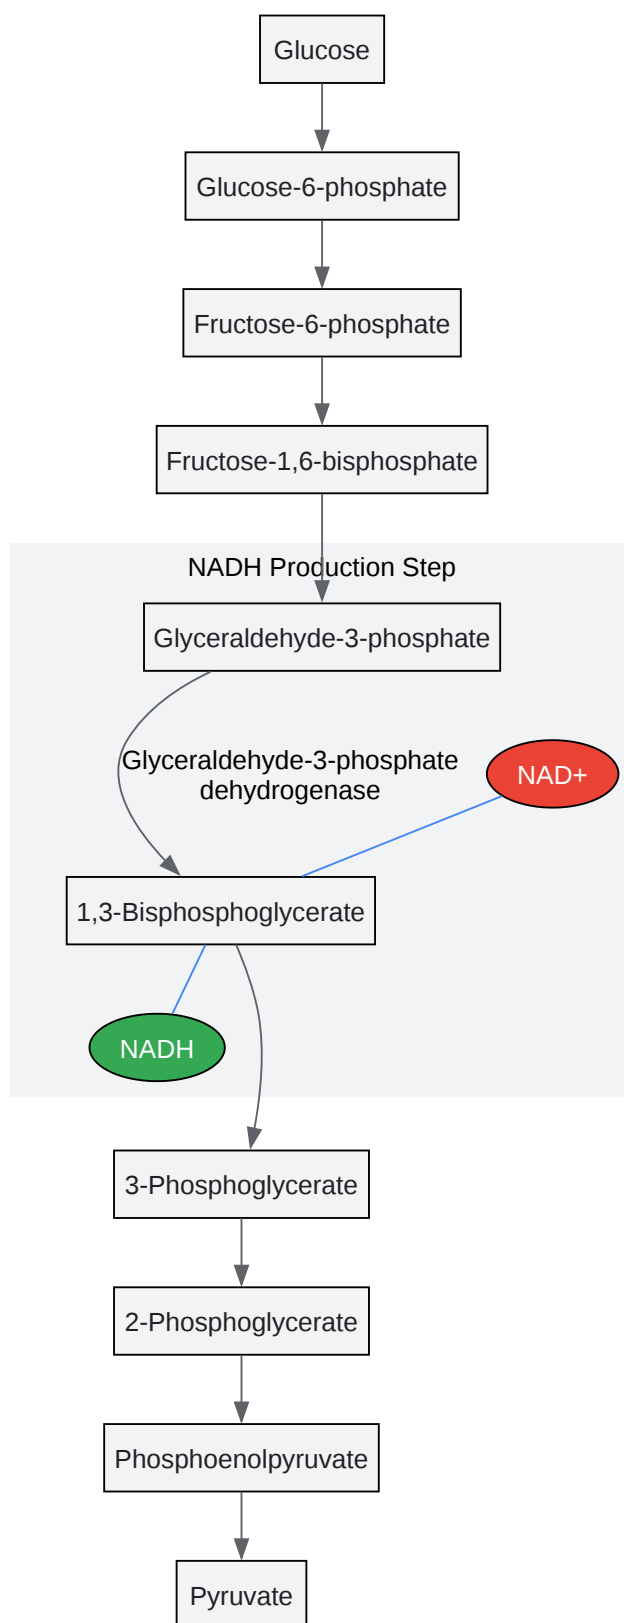 Glucose
Glucose-6-phosphate
Fructose-6-phosphate
Fructose-1,6-bisphosphate
NADH Production Step
Glyceraldehyde-3-phosphate
Glyceraldehyde-3-phosphate
dehydrogenase
NAD+
1,3-Bisphosphoglycerate
NADH
3-Phosphoglycerate
2-Phosphoglycerate
Phosphoenolpyruvate
Pyruvate